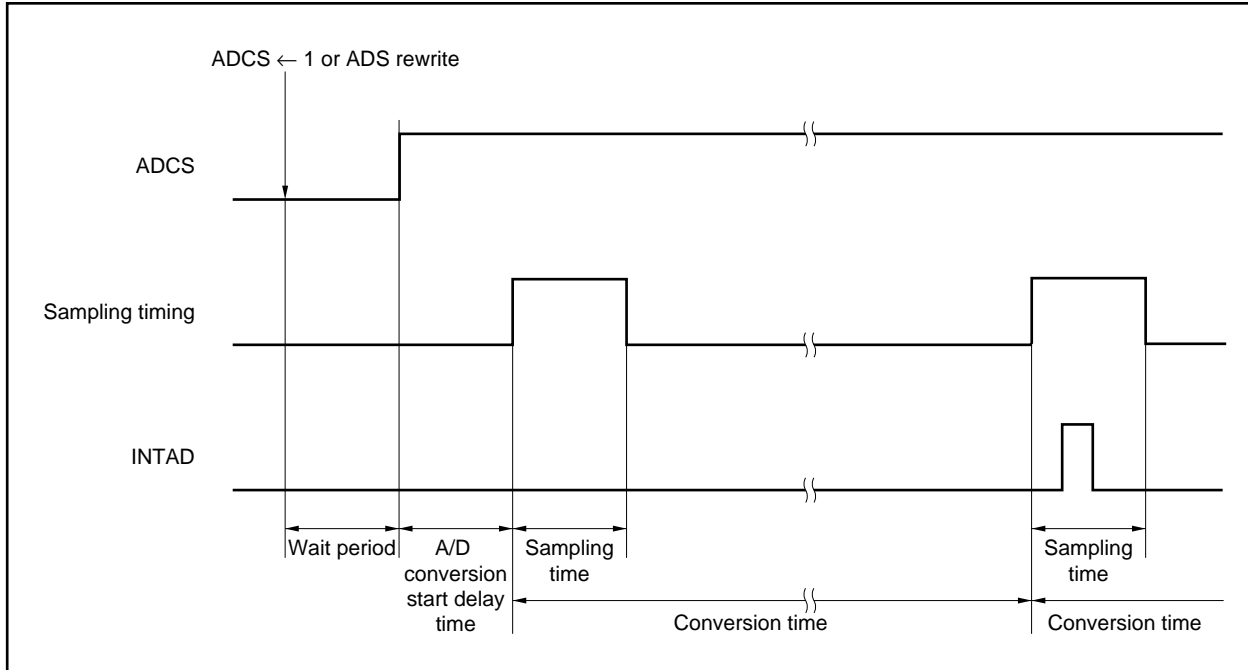 ADCS ← 1 or ADS rewrite
ADCS
Sampling timing
INTAD
Wait period
A/D
conversion
start delay
time
Sampling
time
Sampling
time
Conversion time
Conversion time